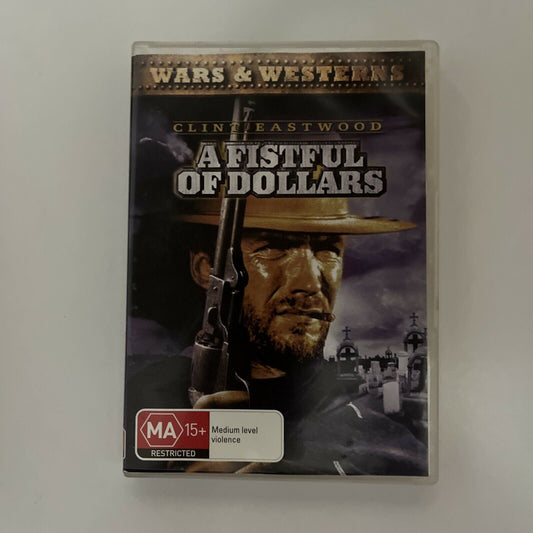 WARS & WESTERNS
CLINT EASTWOOD
A FISTFUL
OF DOLLARS
MA 15+
Medium level
violence
RESTRICTED